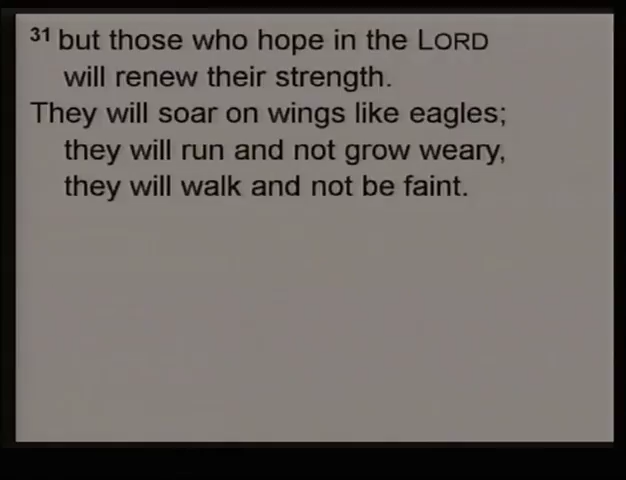 31 but those who hope in the LORD
will renew their strength.
They will soar on wings like eagles;
they will run and not grow weary,
they will walk and not be faint.